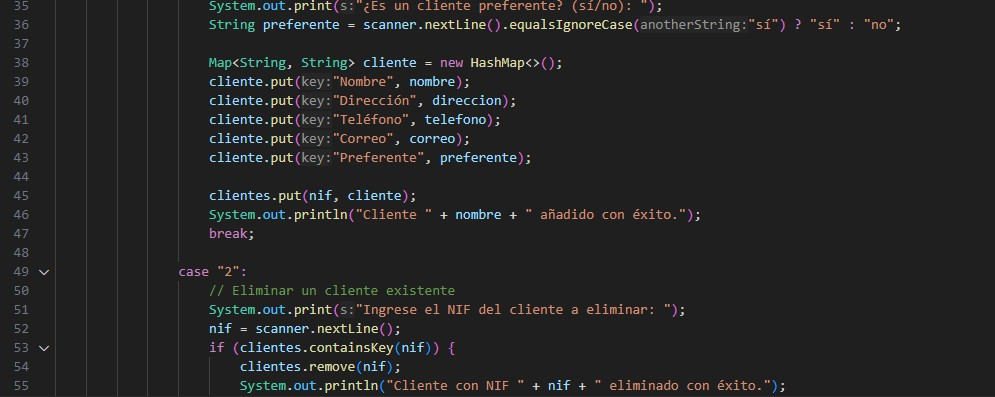 35 System.out.print(s:"¿Es un cliente preferente? (sí/no): ");
36 String preferente = scanner.nextLine().equalsIgnoreCase(anotherString:"sí") ? "sí" : "no";
37
38 Map<String, String> cliente = new HashMap<>();
39 cliente.put(key:"Nombre", nombre);
40 cliente.put(key:"Dirección", direccion);
41 cliente.put(key:"Teléfono", telefono);
42 cliente.put(key:"Correo", correo);
43 cliente.put(key:"Preferente", preferente);
44
45 clientes.put(nif, cliente);
46 System.out.println("Cliente " + nombre + " añadido con éxito.");
47 break;
48
49 case "2":
50 // Eliminar un cliente existente
51 System.out.print(s:"Ingrese el NIF del cliente a eliminar: ");
52 nif = scanner.nextLine();
53 if (clientes.containsKey(nif)) {
54 clientes.remove(nif);
55 System.out.println("Cliente con NIF " + nif + " eliminado con éxito.");